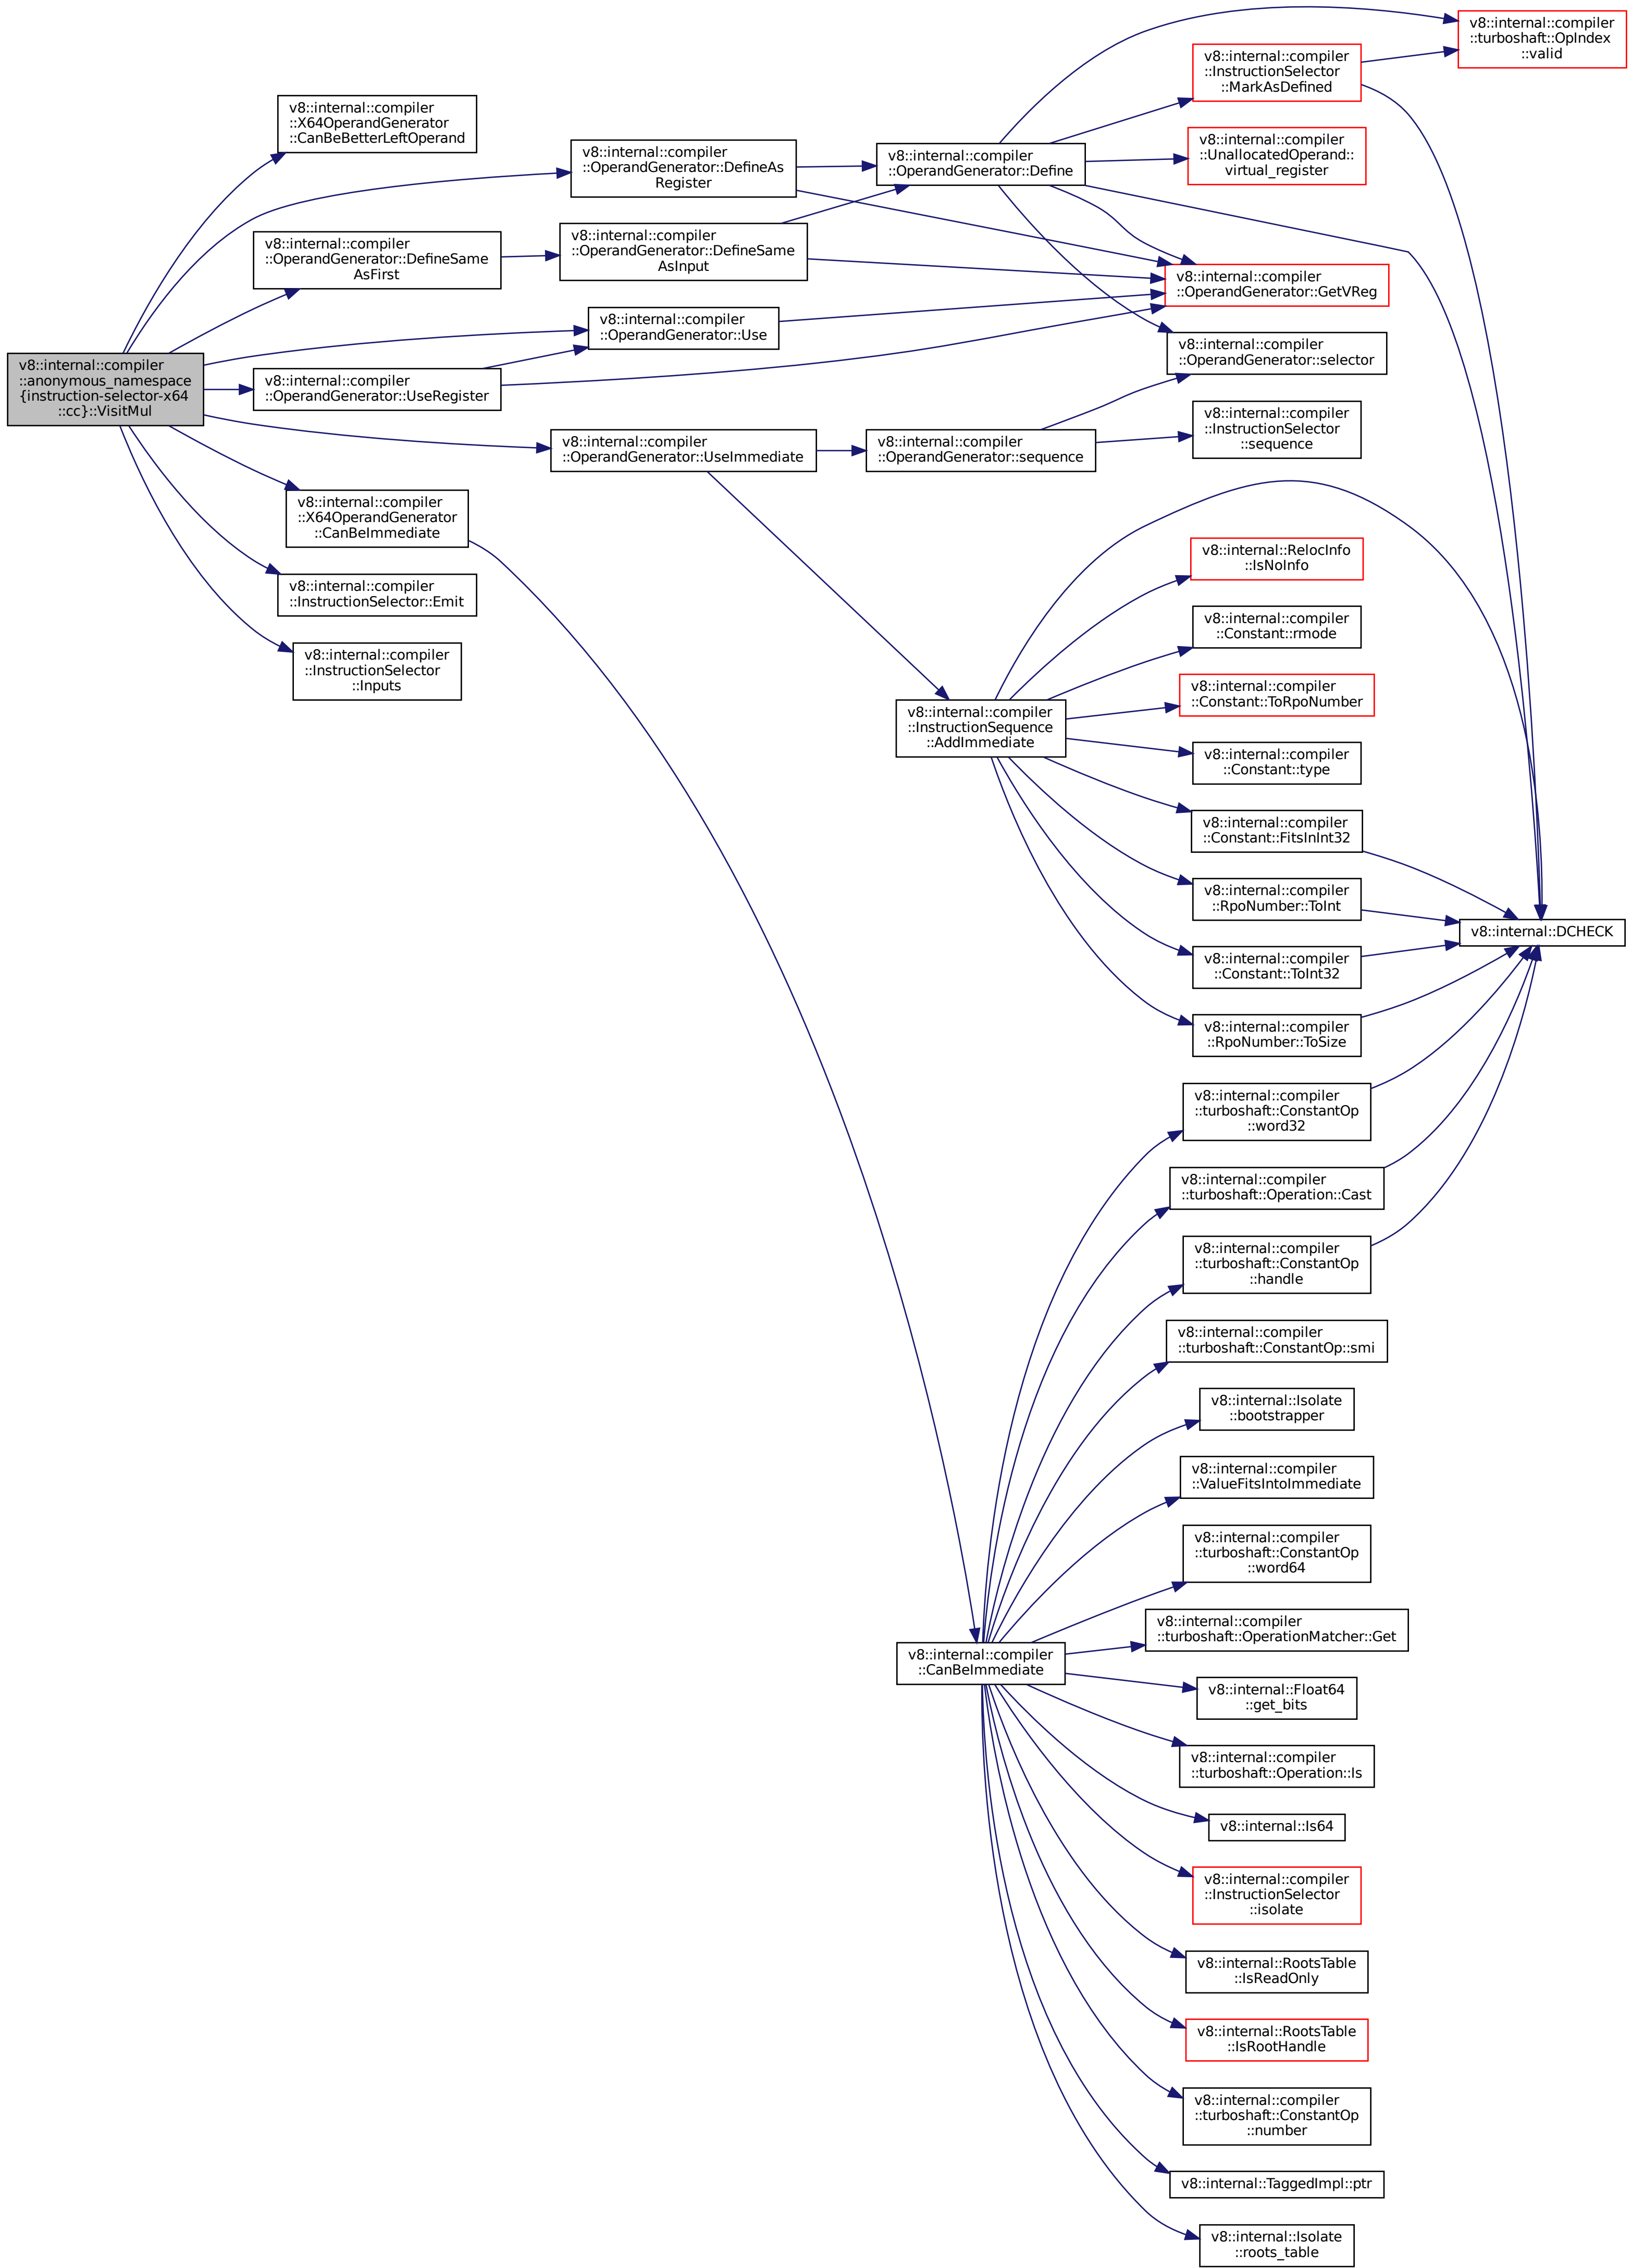 v8::internal::compiler
::anonymous_namespace
{instruction-selector-x64
::cc}::VisitMul
v8::internal::compiler
::X64OperandGenerator
::CanBeBetterLeftOperand
v8::internal::compiler
::OperandGenerator::DefineAs
Register
v8::internal::compiler
::OperandGenerator::Define
v8::internal::compiler
::InstructionSelector
::MarkAsDefined
v8::internal::compiler
::turboshaft::OpIndex
::valid
v8::internal::compiler
::UnallocatedOperand::
virtual_register
v8::internal::compiler
::OperandGenerator::DefineSame
AsFirst
v8::internal::compiler
::OperandGenerator::DefineSame
AsInput
v8::internal::compiler
::OperandGenerator::GetVReg
v8::internal::compiler
::OperandGenerator::Use
v8::internal::compiler
::OperandGenerator::selector
v8::internal::compiler
::OperandGenerator::UseRegister
v8::internal::compiler
::OperandGenerator::UseImmediate
v8::internal::compiler
::OperandGenerator::sequence
v8::internal::compiler
::InstructionSelector
::sequence
v8::internal::compiler
::X64OperandGenerator
::CanBeImmediate
v8::internal::compiler
::InstructionSelector::Emit
v8::internal::compiler
::InstructionSelector
::Inputs
v8::internal::compiler
::InstructionSequence
::AddImmediate
v8::internal::RelocInfo
::IsNoInfo
v8::internal::compiler
::Constant::rmode
v8::internal::compiler
::Constant::ToRpoNumber
v8::internal::compiler
::Constant::type
v8::internal::compiler
::Constant::FitsInInt32
v8::internal::compiler
::RpoNumber::ToInt
v8::internal::DCHECK
v8::internal::compiler
::Constant::ToInt32
v8::internal::compiler
::RpoNumber::ToSize
v8::internal::compiler
::turboshaft::ConstantOp
::word32
v8::internal::compiler
::turboshaft::Operation::Cast
v8::internal::compiler
::turboshaft::ConstantOp
::handle
v8::internal::compiler
::turboshaft::ConstantOp::smi
v8::internal::Isolate
::bootstrapper
v8::internal::compiler
::ValueFitsIntoImmediate
v8::internal::compiler
::turboshaft::ConstantOp
::word64
v8::internal::compiler
::turboshaft::OperationMatcher::Get
v8::internal::compiler
::CanBeImmediate
v8::internal::Float64
::get_bits
v8::internal::compiler
::turboshaft::Operation::Is
v8::internal::Is64
v8::internal::compiler
::InstructionSelector
::isolate
v8::internal::RootsTable
::IsReadOnly
v8::internal::RootsTable
::IsRootHandle
v8::internal::compiler
::turboshaft::ConstantOp
::number
v8::internal::TaggedImpl::ptr
v8::internal::Isolate
::roots_table